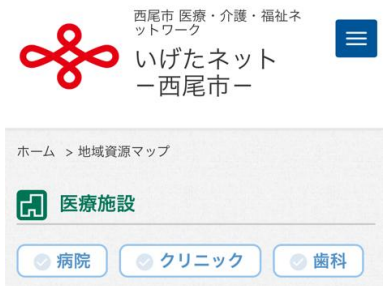 西尾市 医療・介護・福祉ネ
ットワーク
いげたネット
－西尾市－
ホーム ＞地域資源マップ
医療施設
病院 クリニック 歯科